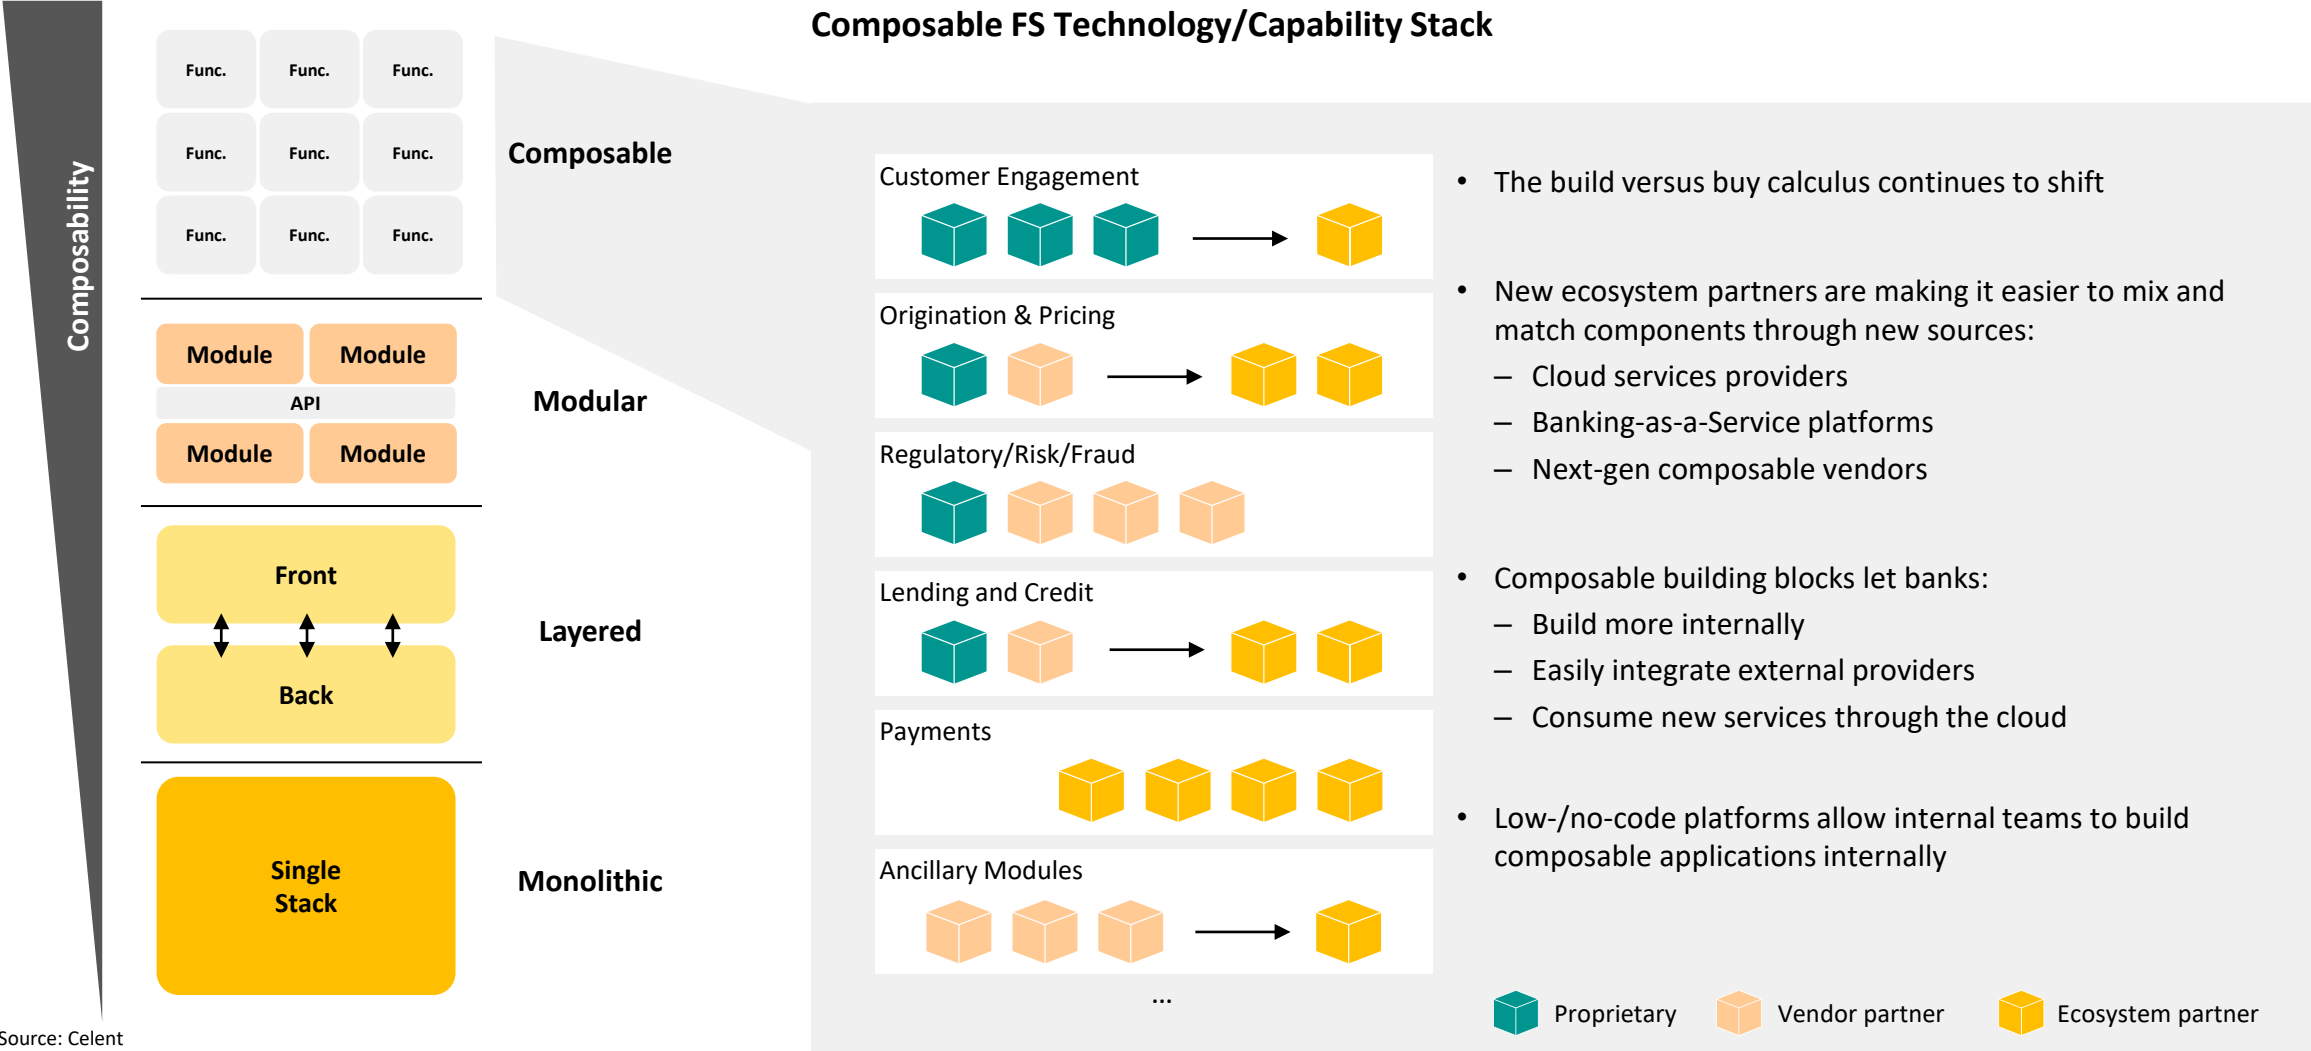 Composable FS Technology/Capability Stack
Composability
Func. Func. Func.
Func. Func. Func.
Func. Func. Func.
Composable
Module Module
API
Module Module
Modular
Front
Back
Layered
Single
Stack
Monolithic
Source: Celent
Customer Engagement
Origination & Pricing
Regulatory/Risk/Fraud
Lending and Credit
Payments
Ancillary Modules
...
• The build versus buy calculus continues to shift
• New ecosystem partners are making it easier to mix and
match components through new sources:
– Cloud services providers
– Banking-as-a-Service platforms
– Next-gen composable vendors
• Composable building blocks let banks:
– Build more internally
– Easily integrate external providers
– Consume new services through the cloud
• Low-/no-code platforms allow internal teams to build
composable applications internally
Proprietary
Vendor partner
Ecosystem partner